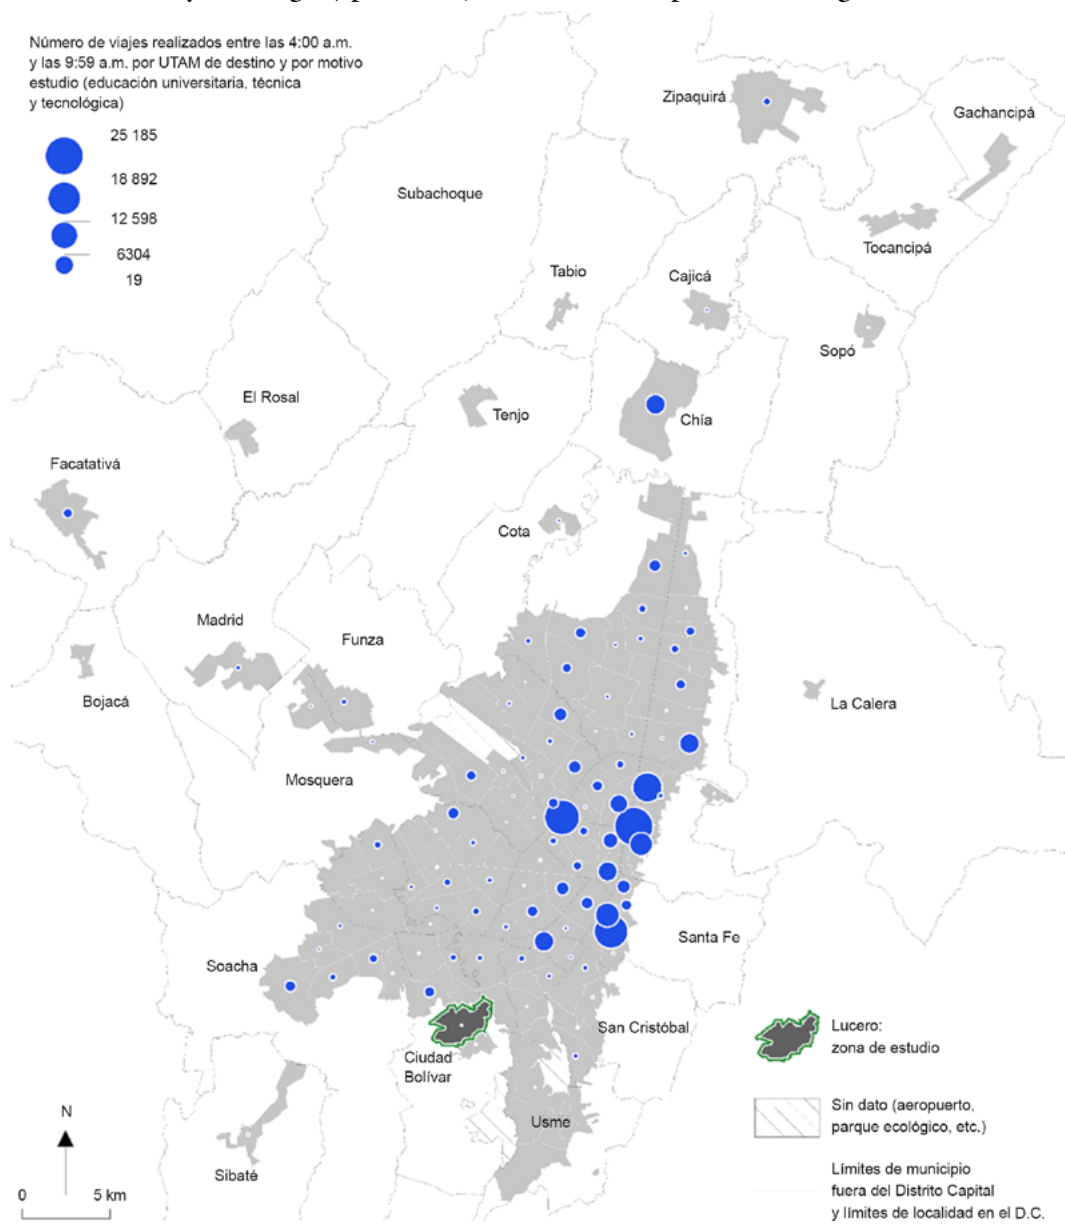 Número de viajes realizados entre las 4:00 a.m.
y las 9:59 a.m. por UTAM de destino y por motivo
estudio (educación universitaria, técnica
y tecnológica)
25 185
18 892
12 598
6304
19
Zipaquirá
Gachancipá
Subachoque
Tocancipá
Tabio
Cajicá
Sopó
El Rosal
Tenjo
Chía
Facatativá
Cota
Madrid
Funza
Bojacá
La Calera
Mosquera
Soacha
Santa Fe
San Cristóbal
Ciudad
Bolívar
Usme
Sibaté
N
0 5 km
Lucero:
zona de estudio
Sin dato (aeropuerto,
parque ecológico, etc.)
Límites de municipio
fuera del Distrito Capital
y límites de localidad en el D.C.